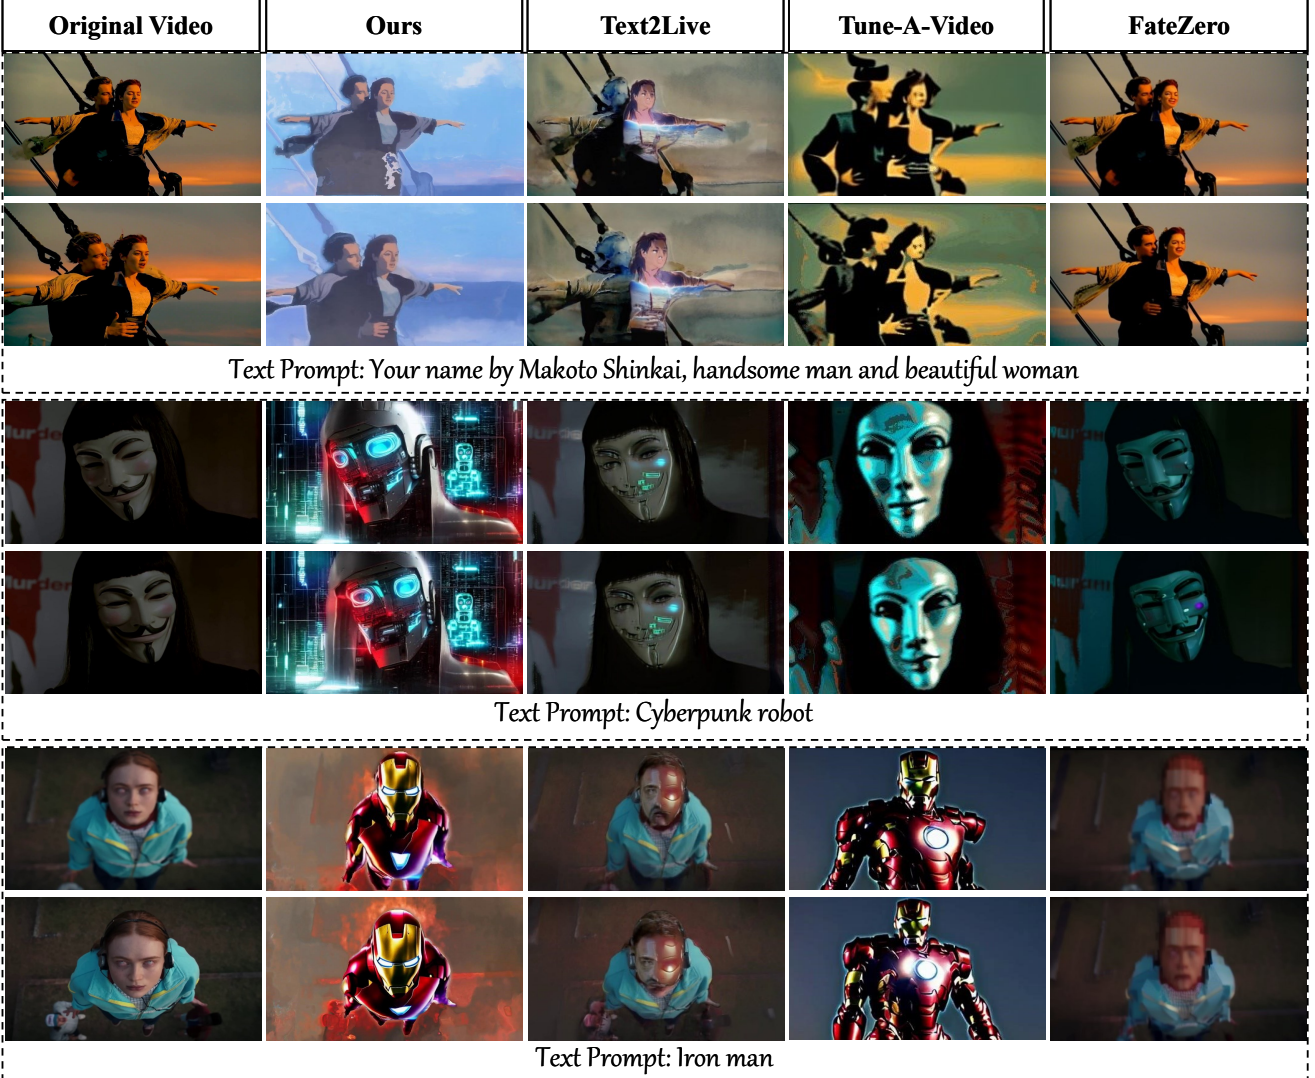 Original Video
Ours
Text2Live
Tune-A-Video
FateZero
Text Prompt: Your name by Makoto Shinkai, handsome man and beautiful woman
Text Prompt: Cyberpunk robot
Text Prompt: Iron man